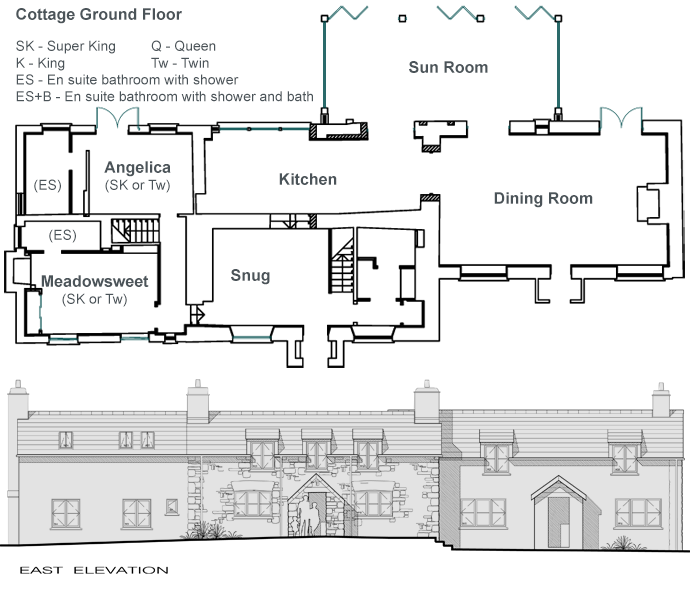 Cottage Ground Floor
SK - Super King Q - Queen
K - King Tw - Twin
ES - En suite bathroom with shower
ES+B - En suite bathroom with shower and bath
Sun Room
Angelica
(SK or Tw)
(ES)
Kitchen
Dining Room
(ES)
Meadowsweet
(SK or Tw)
Snug
EAST ELEVATION